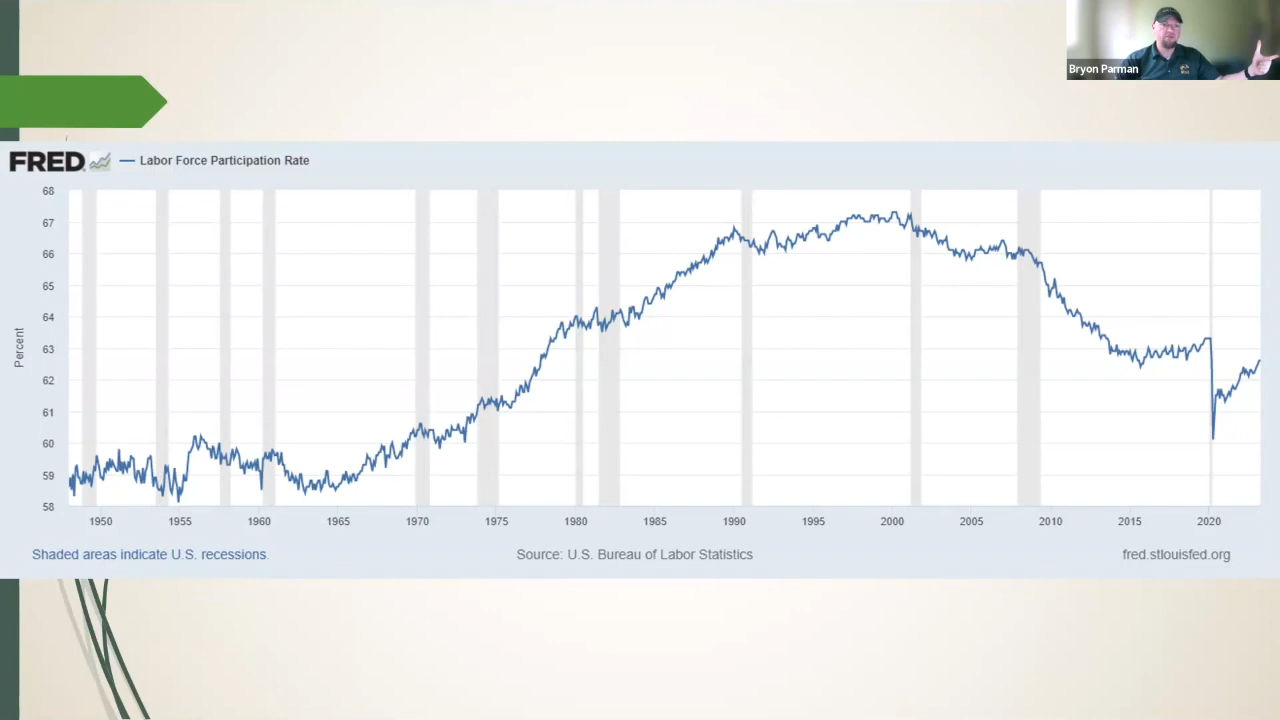 Bryon Parman
FRED
Labor Force Participation Rate
Percent
68
67
66
65
64
63
62
61
60
59
58
1950 1955 1960 1965 1970 1975 1980 1985 1990 1995 2000 2005 2010 2015 2020
Shaded areas indicate U.S. recessions. Source: U.S. Bureau of Labor Statistics fred.stlouisfed.org